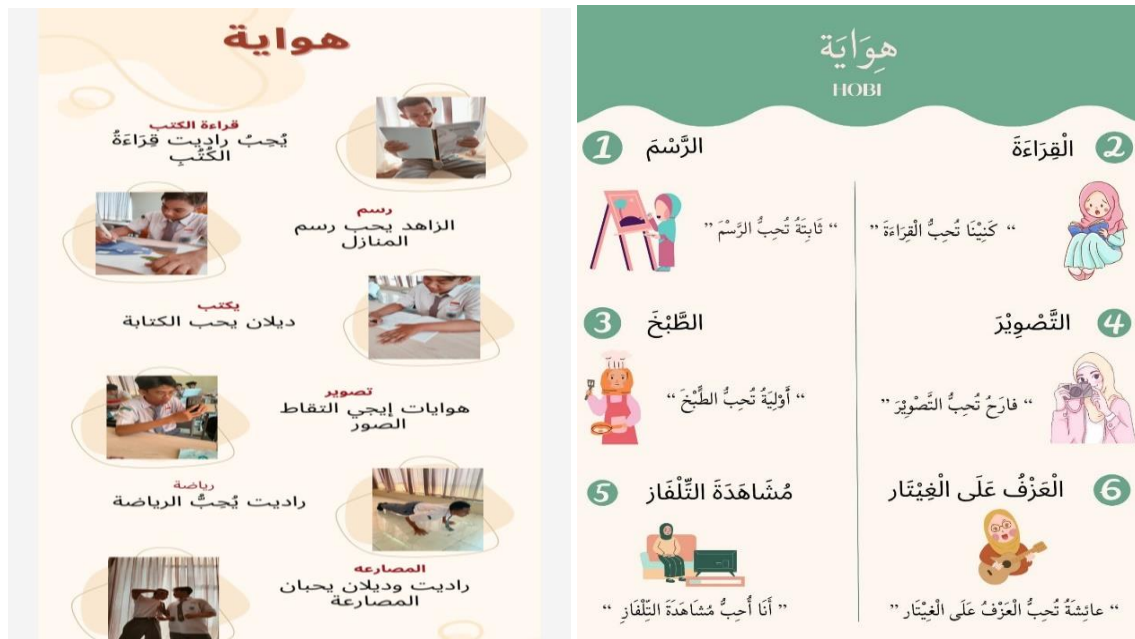 هواية
قراءة الكتب
يُحِبُ راديت قِرَاءَةُ
الكُتُبِ
رسم
الزاهد يحب رسم
المنازل
يكتب
ديلان يحب الكتابة
تصوير
هوايات إيجي التقاط
الصور
رياضة
راديت يُحِبُّ الرياضة
المصارعه
راديت وديلان يحبان
المصارعة
هِوَايَة
HOBI
1 الرَّسْمَ
“ ثَابِتَةُ تُحِبُّ الرَّسْمَ ”
2 الْقِرَاءَةَ
“ كَنِيْنَا تُحِبُّ الْقِرَاءَةَ ”
3 الطَّبْخَ
“ أَوْلِيَةُ تُحِبُّ الطَّبْخَ ”
4 التَّصْوِيْرَ
“ فارَحُ تُحِبُّ التَّصْوِيْرَ ”
5 مُشَاهَدَةَ التِّلْفَازِ
“ أَنَا أُحِبُّ مُشَاهَدَةَ التِّلْفَازِ ”
6 الْعَزْفُ عَلَى الْغِيْتَار
“ عائِشَةُ تُحِبُّ الْعَزْفُ عَلَى الْغِيْتَار ”